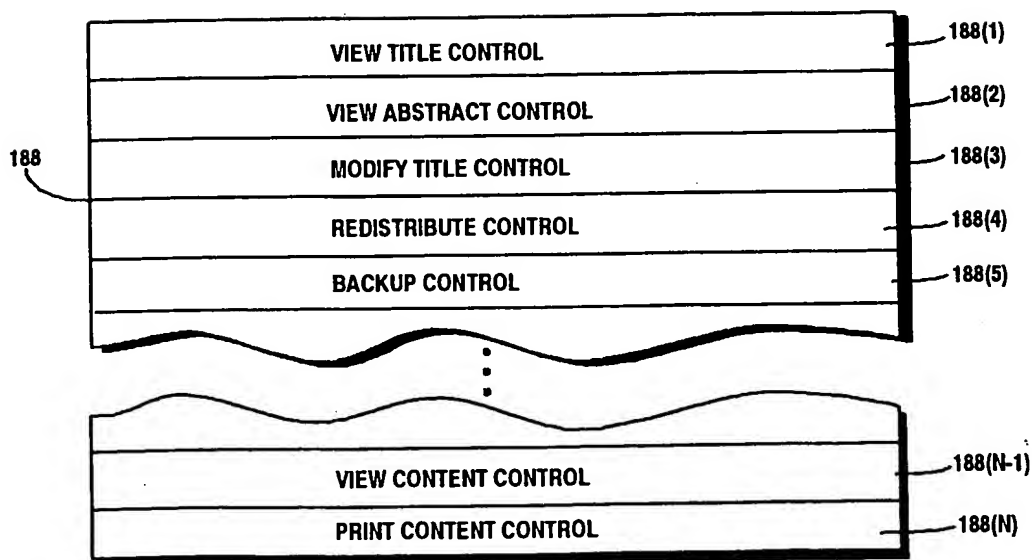 VIEW TITLE CONTROL 188(1)
VIEW ABSTRACT CONTROL 188(2)
188 MODIFY TITLE CONTROL 188(3)
REDISTRIBUTE CONTROL 188(4)
BACKUP CONTROL 188(5)
VIEW CONTENT CONTROL 188(N-1)
PRINT CONTENT CONTROL 188(N)